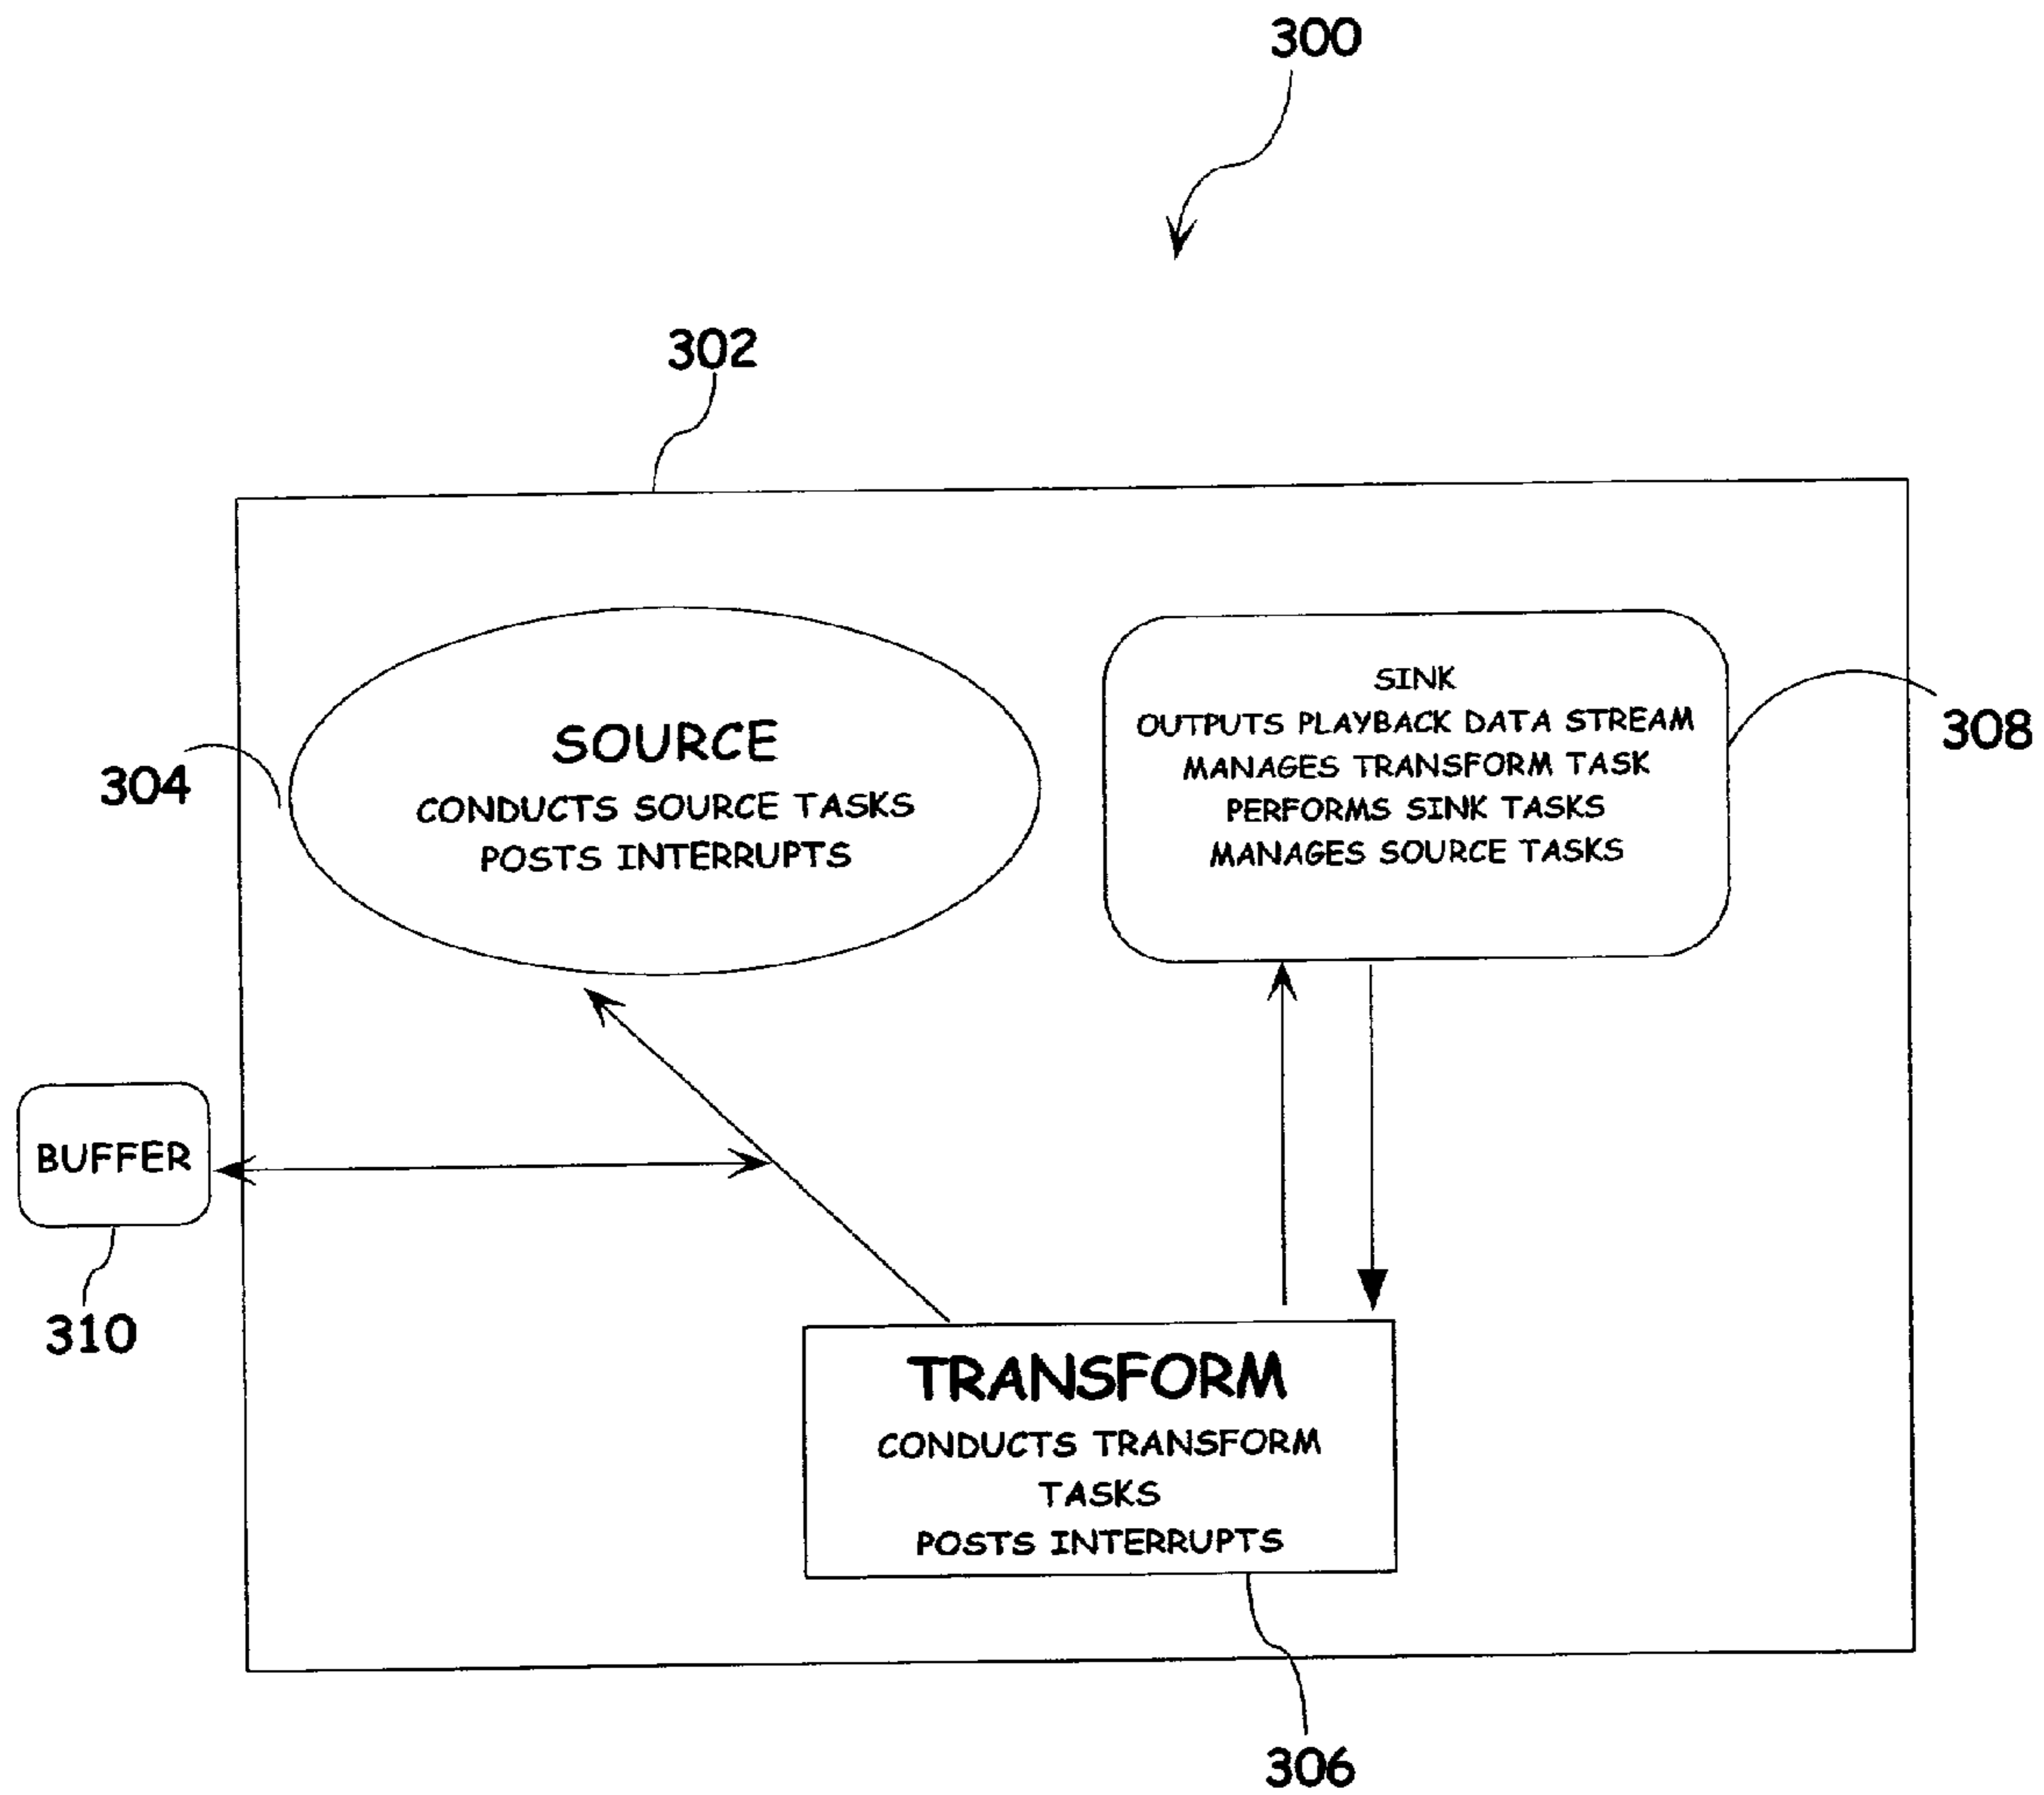 300
302
SOURCE
CONDUCTS SOURCE TASKS
POSTS INTERRUPTS
304
SINK
OUTPUTS PLAYBACK DATA STREAM
MANAGES TRANSFORM TASK
PERFORMS SINK TASKS
MANAGES SOURCE TASKS
308
BUFFER
310
TRANSFORM
CONDUCTS TRANSFORM
TASKS
POSTS INTERRUPTS
306